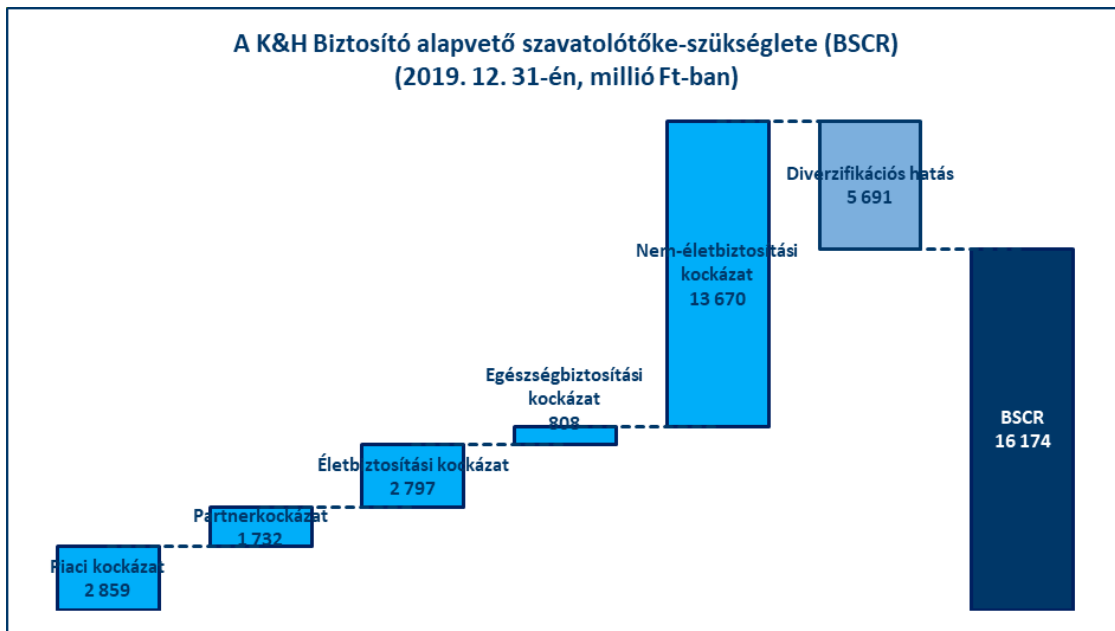 A K&H Biztosító alapvető szavatolótőke-szükséglete (BSCR)
(2019. 12. 31-én, millió Ft-ban)
Piaci kockázat
2 859
Partnerkockázat
1 732
Életbiztosítási kockázat
2 797
Egészségbiztosítási
kockázat
808
Nem-életbiztosítási
kockázat
13 670
Diverzifikációs hatás
5 691
BSCR
16 174